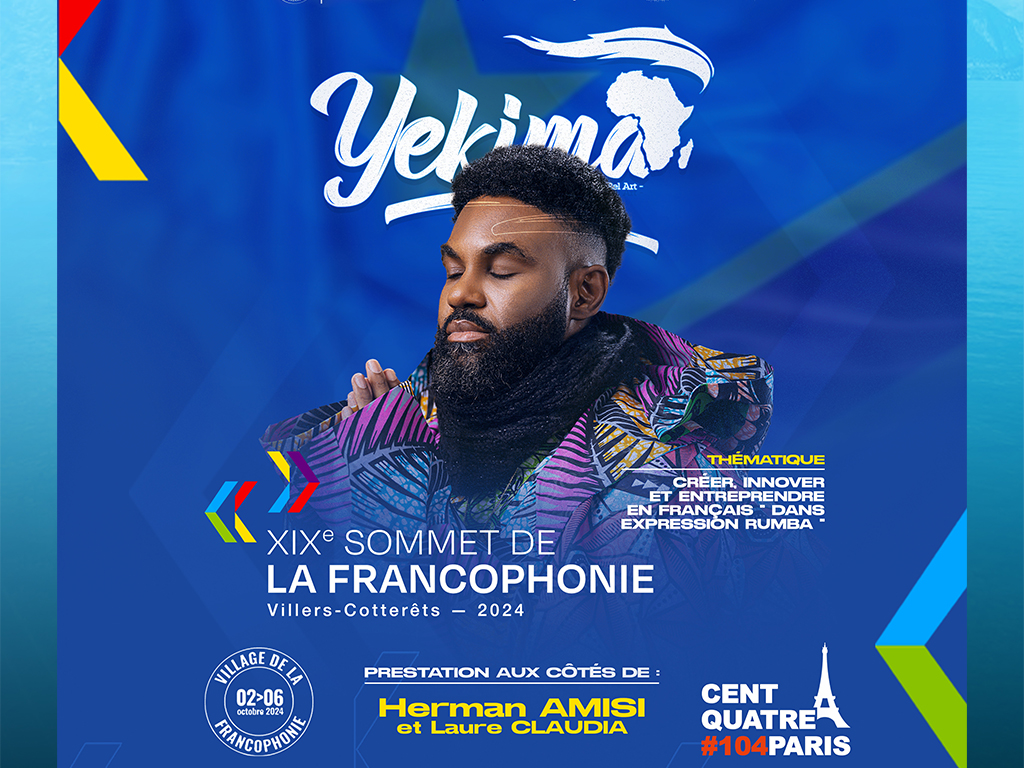 Yekima
Bel Art -
THÉMATIQUE
CRÉER, INNOVER
ET ENTREPRENDRE
EN FRANÇAIS " DANS
EXPRESSION RUMBA "
XIXe SOMMET DE
LA FRANCOPHONIE
Villers-Cotterêts — 2024
VILLAGE DE LA
02>06
octobre 2024
FRANCOPHONIE
PRESTATION AUX CÔTÉS DE :
Herman AMISI
et Laure CLAUDIA
CENT
QUATRE
#104PARIS